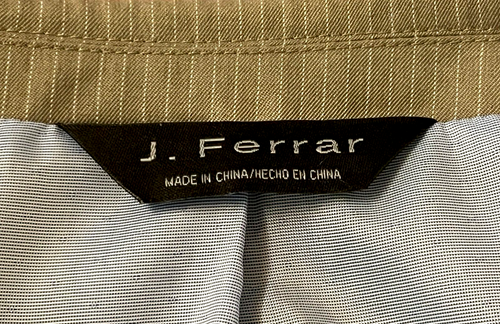 J. Ferrar
MADE IN CHINA/HECHO EN CHINA